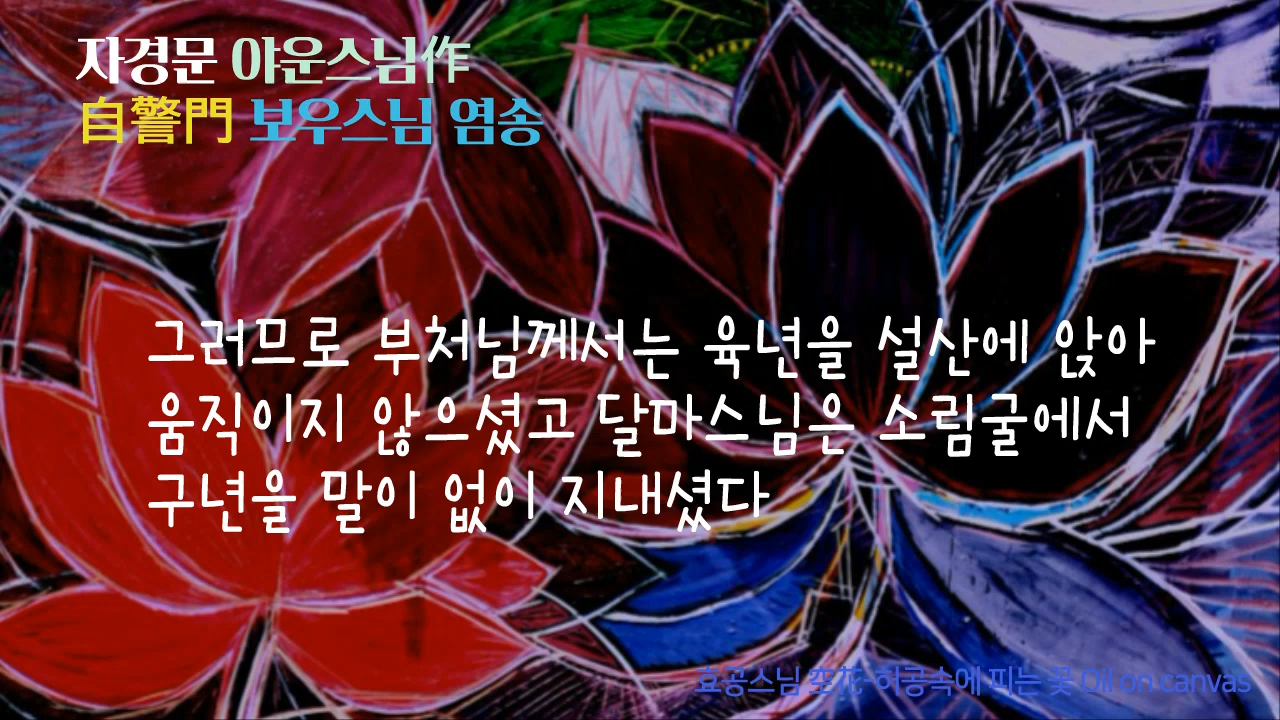 자경문 야운스님作
自警門 보우스님 염송
그러므로 부처님께서는 육년을 설산에 앉아
움직이지 않으셨고 달마스님은 소림굴에서
구년을 말이 없이 지내셨다
효공스님 空花-허공속에 피는 꽃 Oil on canvas